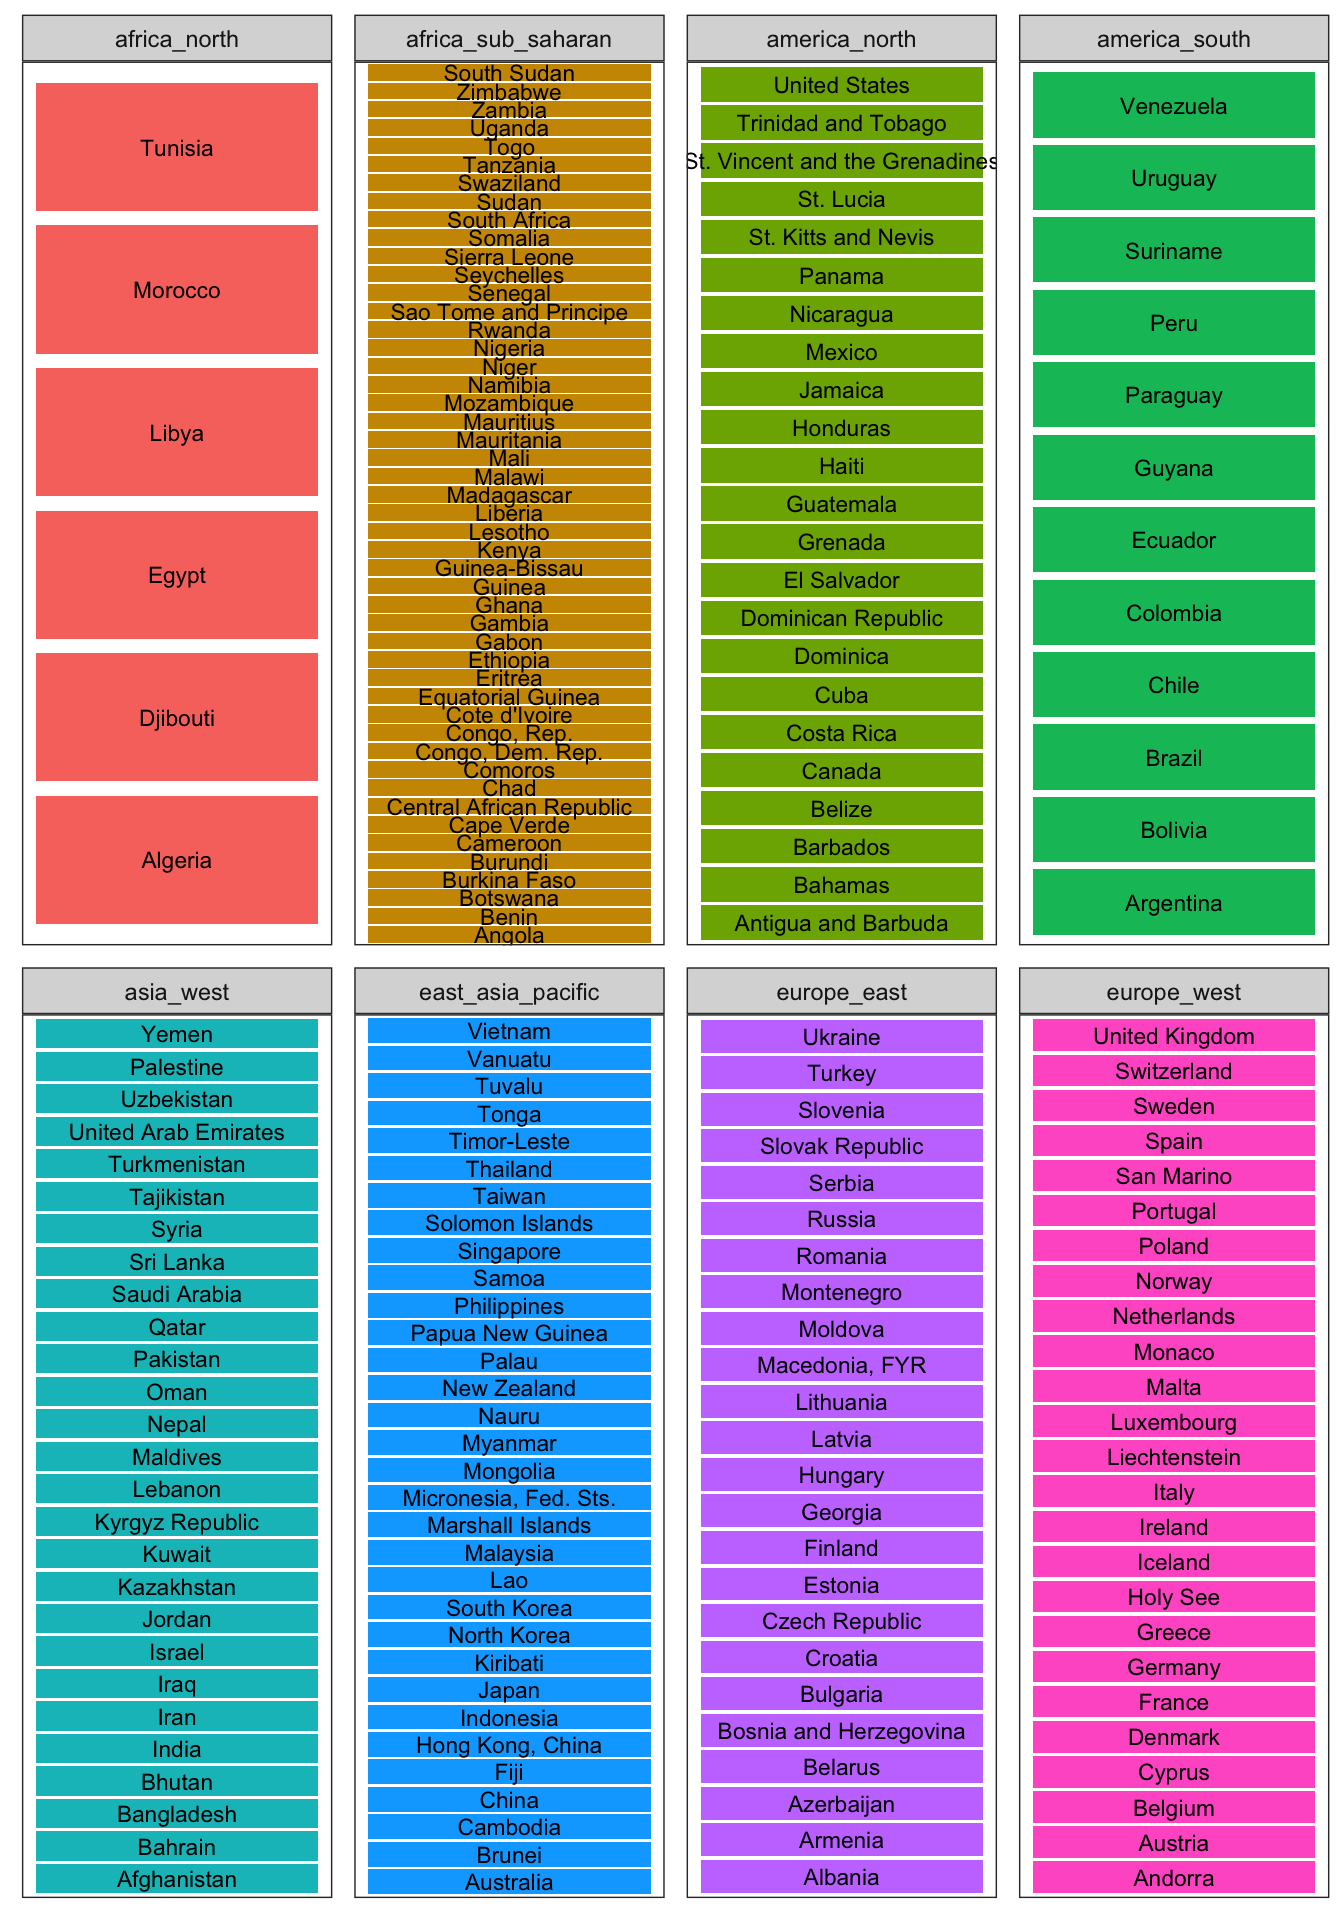 africa_north
Tunisia
Morocco
Libya
Egypt
Djibouti
Algeria
africa_sub_saharan
South Sudan
Zimbabwe
Zambia
Uganda
Togo
Tanzania
Swaziland
Sudan
South Africa
Somalia
Sierra Leone
Seychelles
Senegal
Sao Tome and Principe
Rwanda
Nigeria
Niger
Namibia
Mozambique
Mauritius
Mauritania
Mali
Malawi
Madagascar
Liberia
Lesotho
Kenya
Guinea-Bissau
Guinea
Ghana
Gambia
Gabon
Ethiopia
Eritrea
Equatorial Guinea
Cote d'Ivoire
Congo, Rep.
Congo, Dem. Rep.
Comoros
Chad
Central African Republic
Cape Verde
Cameroon
Burundi
Burkina Faso
Botswana
Benin
Angola
america_north
United States
Trinidad and Tobago
St. Vincent and the Grenadines
St. Lucia
St. Kitts and Nevis
Panama
Nicaragua
Mexico
Jamaica
Honduras
Haiti
Guatemala
Grenada
El Salvador
Dominican Republic
Dominica
Cuba
Costa Rica
Canada
Belize
Barbados
Bahamas
Antigua and Barbuda
america_south
Venezuela
Uruguay
Suriname
Peru
Paraguay
Guyana
Ecuador
Colombia
Chile
Brazil
Bolivia
Argentina
asia_west
Yemen
Palestine
Uzbekistan
United Arab Emirates
Turkmenistan
Tajikistan
Syria
Sri Lanka
Saudi Arabia
Qatar
Pakistan
Oman
Nepal
Maldives
Lebanon
Kyrgyz Republic
Kuwait
Kazakhstan
Jordan
Israel
Iraq
Iran
India
Bhutan
Bangladesh
Bahrain
Afghanistan
east_asia_pacific
Vietnam
Vanuatu
Tuvalu
Tonga
Timor-Leste
Thailand
Taiwan
Solomon Islands
Singapore
Samoa
Philippines
Papua New Guinea
Palau
New Zealand
Nauru
Myanmar
Mongolia
Micronesia, Fed. Sts.
Marshall Islands
Malaysia
Lao
South Korea
North Korea
Kiribati
Japan
Indonesia
Hong Kong, China
Fiji
China
Cambodia
Brunei
Australia
europe_east
Ukraine
Turkey
Slovenia
Slovak Republic
Serbia
Russia
Romania
Montenegro
Moldova
Macedonia, FYR
Lithuania
Latvia
Hungary
Georgia
Finland
Estonia
Czech Republic
Croatia
Bulgaria
Bosnia and Herzegovina
Belarus
Azerbaijan
Armenia
Albania
europe_west
United Kingdom
Switzerland
Sweden
Spain
San Marino
Portugal
Poland
Norway
Netherlands
Monaco
Malta
Luxembourg
Liechtenstein
Italy
Ireland
Iceland
Holy See
Greece
Germany
France
Denmark
Cyprus
Belgium
Austria
Andorra